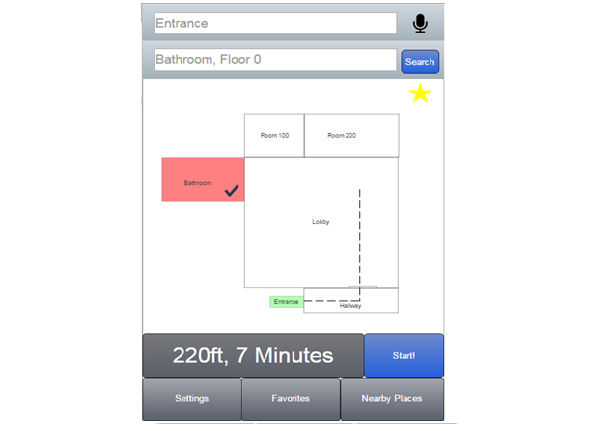 Entrance
Bathroom, Floor 0
Search
Room 100
Room 200
Bathroom
Lobby
Entrance
Hallway
220ft, 7 Minutes
Start!
Settings
Favorites
Nearby Places